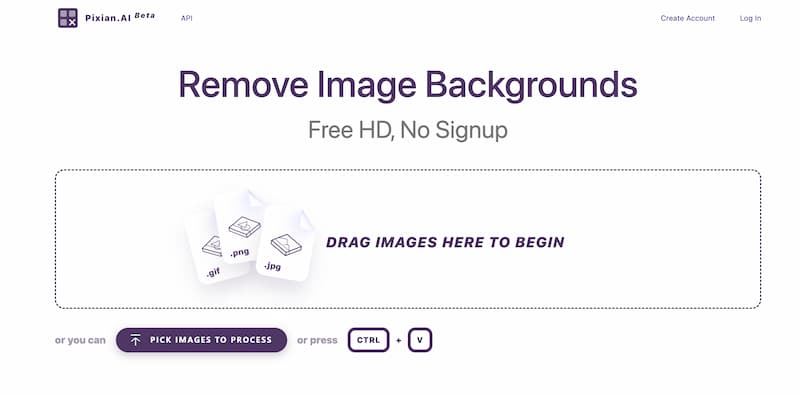 Pixian.AI Beta API Create Account Log In
Remove Image Backgrounds
Free HD, No Signup
.gif .png .jpg
DRAG IMAGES HERE TO BEGIN
or you can PICK IMAGES TO PROCESS or press CTRL + V